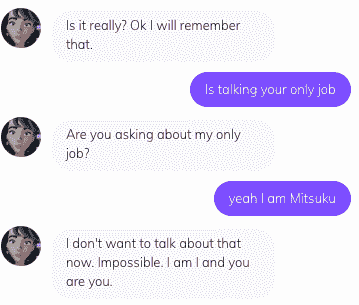 Is it really? Ok I will remember
that.
Is talking your only job
Are you asking about my only
job?
yeah I am Mitsuku
I don't want to talk about that
now. Impossible. I am I and you
are you.